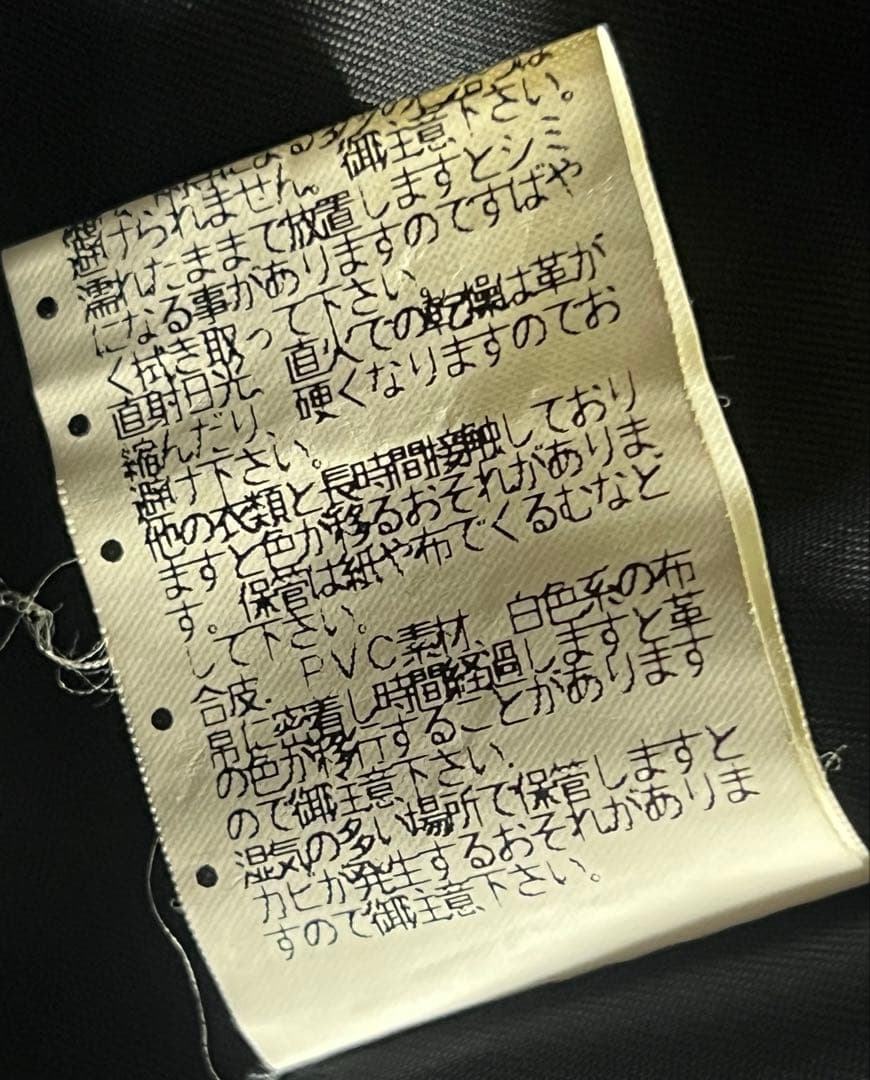 による多少の
避けられません。御注意下さい。
●濡れたままで放置しますとシミ
になる事がありますのですばや
く拭き取って下さい。
●直射日光、直火での乾燥は革が
縮んだり、硬くなりますのでお
避け下さい。
●他の衣類と長時間接触しており
ますと色が移るおそれがありま
す。保管は紙や布でくるむなと
して下さい。
●合皮、PVC素材、白色系の布
帛に密着し時間経過しますと革
の色が移行することがあります
ので御注意下さい。
●湿気の多い場所で保管しますと
カビが発生するおそれがありま
すので御注意下さい。